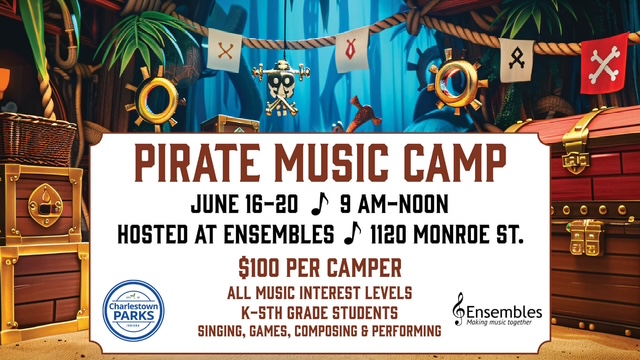 PIRATE MUSIC CAMP
JUNE 16-20 ♪ 9 AM-NOON
HOSTED AT ENSEMBLES ♪ 1120 MONROE ST.
$100 PER CAMPER
ALL MUSIC INTEREST LEVELS
K-5TH GRADE STUDENTS
SINGING, GAMES, COMPOSING & PERFORMING
Charlestown
PARKS
INDIANA
Ensembles
Making music together